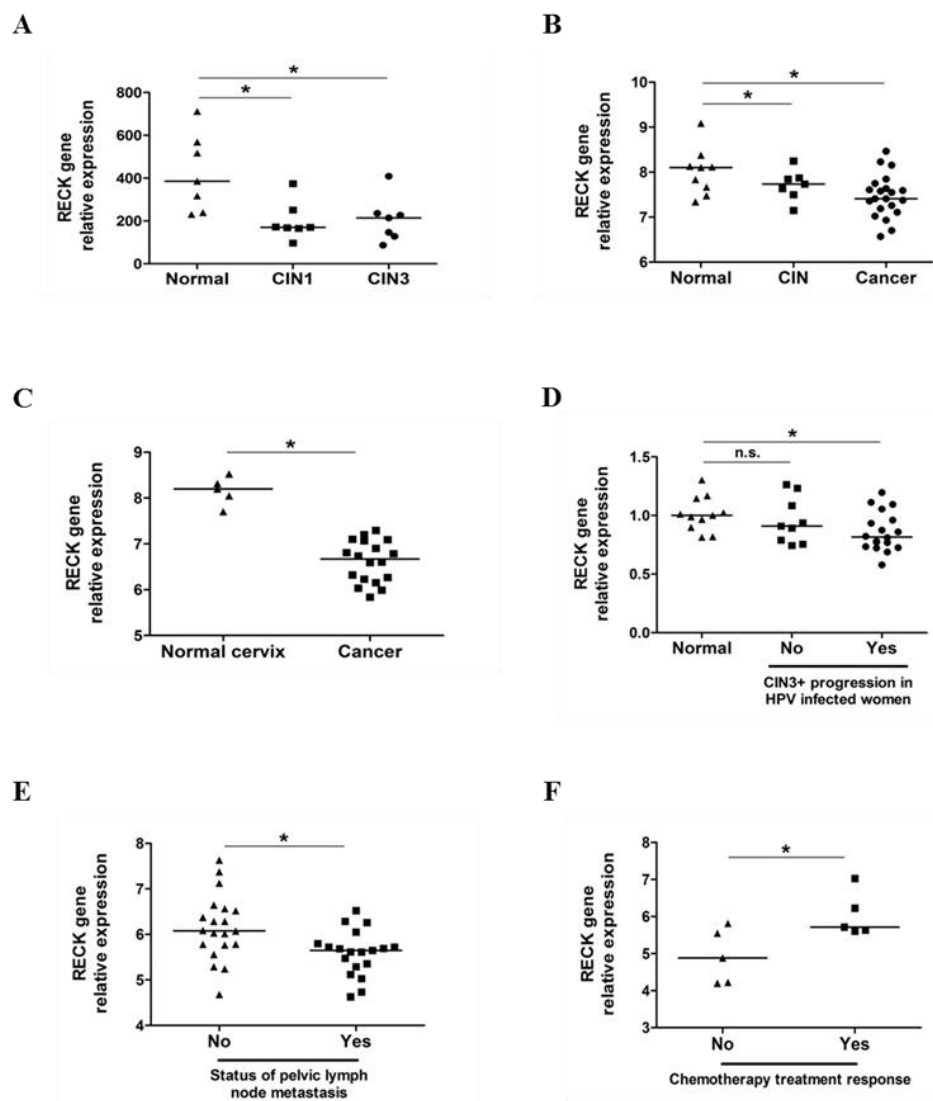 A
RECK gene
relative expression
800
600
400
200
0
*
*
Normal
CIN1
CIN3
B
RECK gene
relative expression
10
9
8
7
6
*
*
Normal
CIN
Cancer
C
RECK gene
relative expression
9
8
7
6
5
*
Normal cervix
Cancer
D
RECK gene
relative expression
1.5
1.0
0.5
0.0
*
n.s.
Normal
No
Yes
CIN3+ progression in
HPV infected women
E
RECK gene
relative expression
8
7
6
5
4
*
No
Yes
Status of pelvic lymph
node metastasis
F
RECK gene
relative expression
8
7
6
5
4
3
*
No
Yes
Chemotherapy treatment response